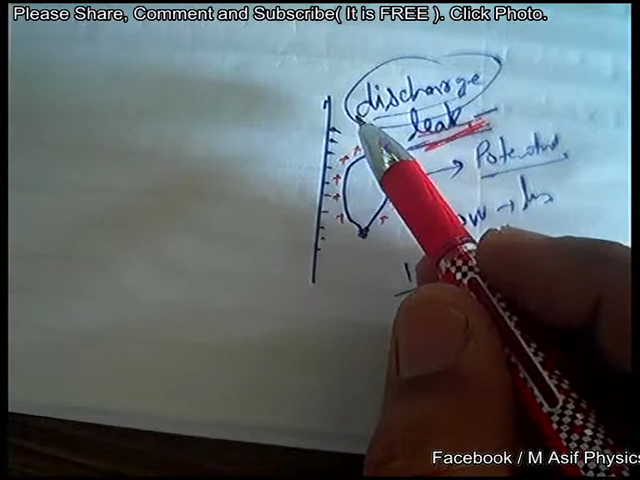 Please Share, Comment and Subscribe( It is FREE ). Click Photo.
discharge
leak
→ Potential
Facebook / M Asif Physics